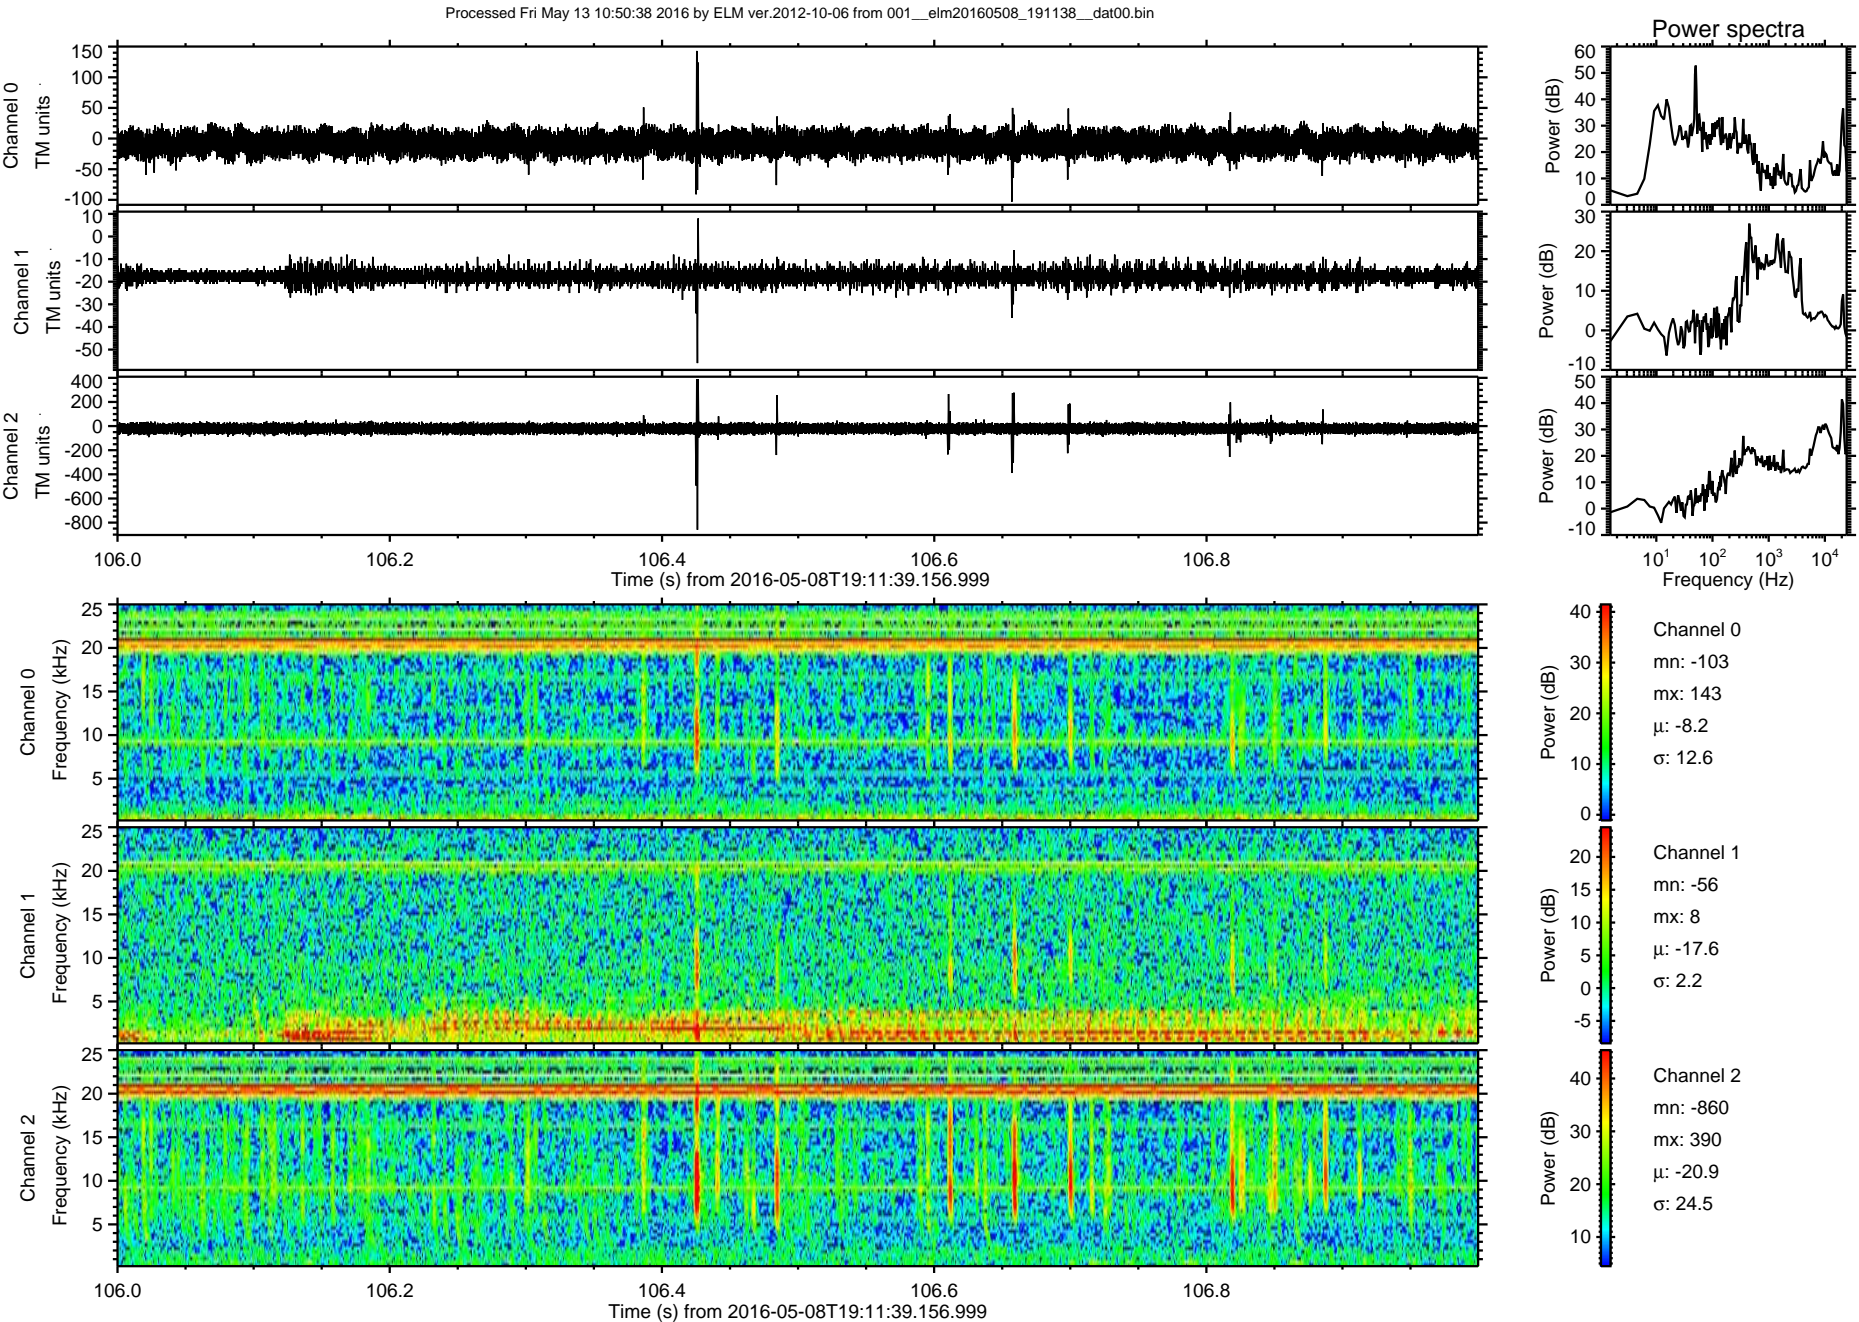 Processed Fri May 13 10:50:38 2016 by ELM ver.2012-10-06 from 001__elm20160508_191138__dat00.bin
Power spectra
Channel 0
TM units
150
100
50
0
-50
-100
Power (dB)
60
50
40
30
20
10
0
Channel 1
TM units
10
0
-10
-20
-30
-40
-50
Power (dB)
30
20
10
0
-10
Channel 2
TM units
400
200
0
-200
-400
-600
-800
Power (dB)
50
40
30
20
10
0
-10
106.0 106.2 106.4 106.6 106.8
Time (s) from 2016-05-08T19:11:39.156.999
10^1 10^2 10^3 10^4
Frequency (Hz)
Channel 0
Frequency (kHz)
25
20
15
10
5
Power (dB)
40
30
20
10
0
Channel 0
mn: -103
mx: 143
μ: -8.2
σ: 12.6
Channel 1
Frequency (kHz)
25
20
15
10
5
Power (dB)
20
15
10
5
0
-5
Channel 1
mn: -56
mx: 8
μ: -17.6
σ: 2.2
Channel 2
Frequency (kHz)
25
20
15
10
5
Power (dB)
40
30
20
10
Channel 2
mn: -860
mx: 390
μ: -20.9
σ: 24.5
106.0 106.2 106.4 106.6 106.8
Time (s) from 2016-05-08T19:11:39.156.999